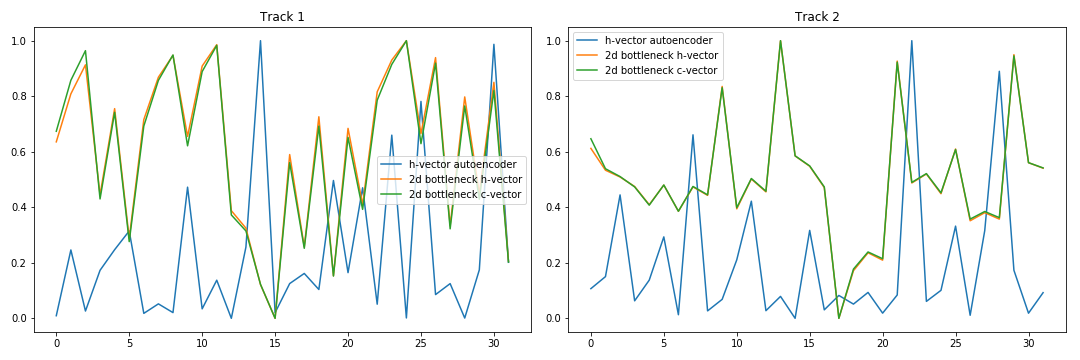 Track 1
1.0
0.8
0.6
0.4
0.2
0.0
h-vector autoencoder
2d bottleneck h-vector
2d bottleneck c-vector
0 5 10 15 20 25 30
Track 2
h-vector autoencoder
2d bottleneck h-vector
2d bottleneck c-vector
1.0
0.8
0.6
0.4
0.2
0.0
0 5 10 15 20 25 30